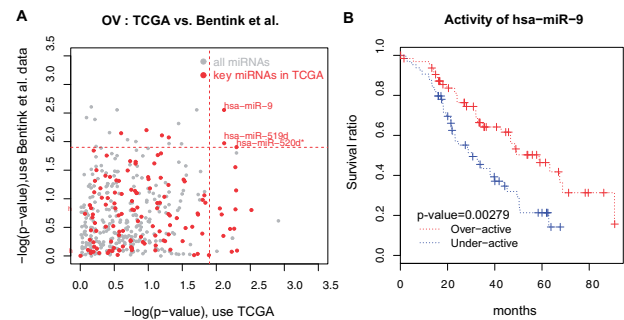 A
OV : TCGA vs. Bentink et al.
−log(p−value),use Bentink et al. data
3.5
3.0
2.5
2.0
1.5
1.0
0.5
0.0
all miRNAs
key miRNAs in TCGA
hsa−miR−9
hsa−miR−519d
hsa−miR−520d*
0.0 0.5 1.0 1.5 2.0 2.5 3.0 3.5
−log(p−value), use TCGA
B
Activity of hsa−miR−9
Survival ratio
1.0
0.8
0.6
0.4
0.2
0.0
p-value=0.00279
Over−active
Under−active
0 20 40 60 80
months